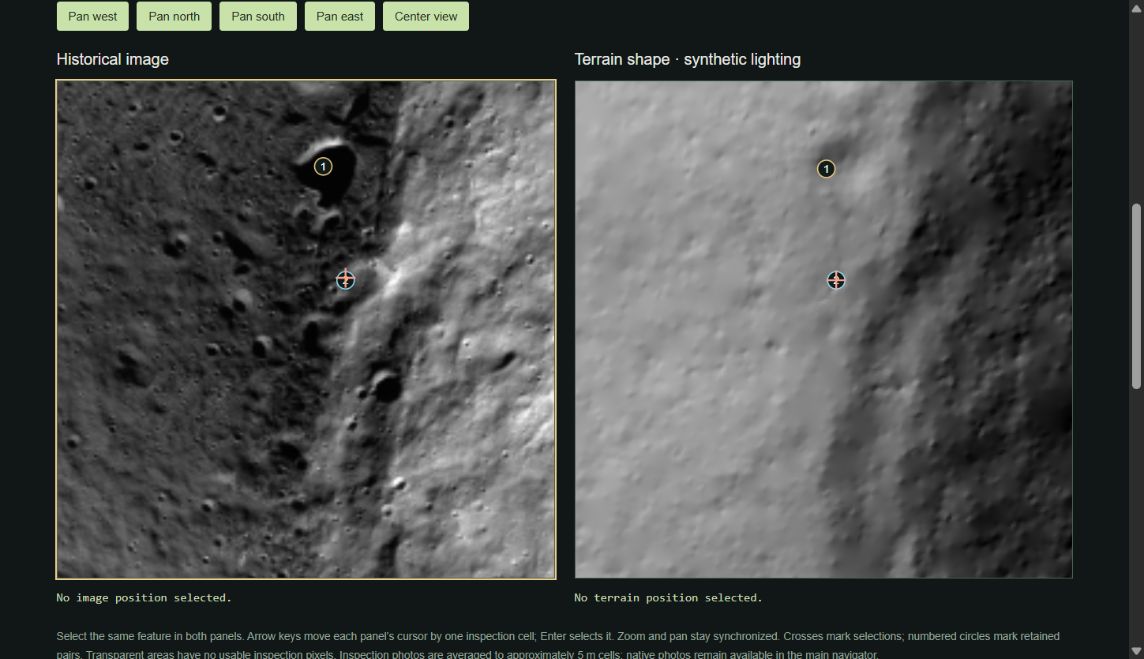 Pan west Pan north Pan south Pan east Center view
Historical image Terrain shape · synthetic lighting
1 1
2 2
No image position selected. No terrain position selected.
Select the same feature in both panels. Arrow keys move each panel's cursor by one inspection cell; Enter selects it. Zoom and pan stay synchronized. Crosses mark selections; numbered circles mark retained
pairs. Transparent areas have no usable inspection pixels. Inspection photos are averaged to approximately 5 m cells; native photos remain available in the main navigator.